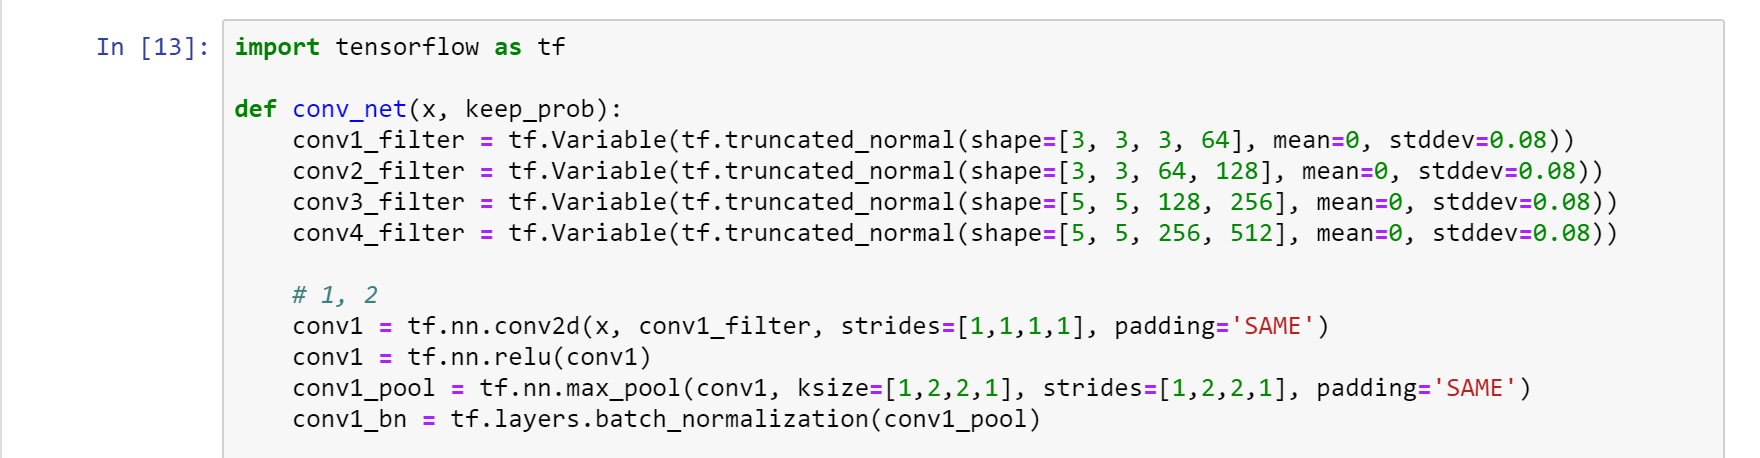 In [13]: import tensorflow as tf
def conv_net(x, keep_prob):
    conv1_filter = tf.Variable(tf.truncated_normal(shape=[3, 3, 3, 64], mean=0, stddev=0.08))
    conv2_filter = tf.Variable(tf.truncated_normal(shape=[3, 3, 64, 128], mean=0, stddev=0.08))
    conv3_filter = tf.Variable(tf.truncated_normal(shape=[5, 5, 128, 256], mean=0, stddev=0.08))
    conv4_filter = tf.Variable(tf.truncated_normal(shape=[5, 5, 256, 512], mean=0, stddev=0.08))
    # 1, 2
    conv1 = tf.nn.conv2d(x, conv1_filter, strides=[1,1,1,1], padding='SAME')
    conv1 = tf.nn.relu(conv1)
    conv1_pool = tf.nn.max_pool(conv1, ksize=[1,2,2,1], strides=[1,2,2,1], padding='SAME')
    conv1_bn = tf.layers.batch_normalization(conv1_pool)